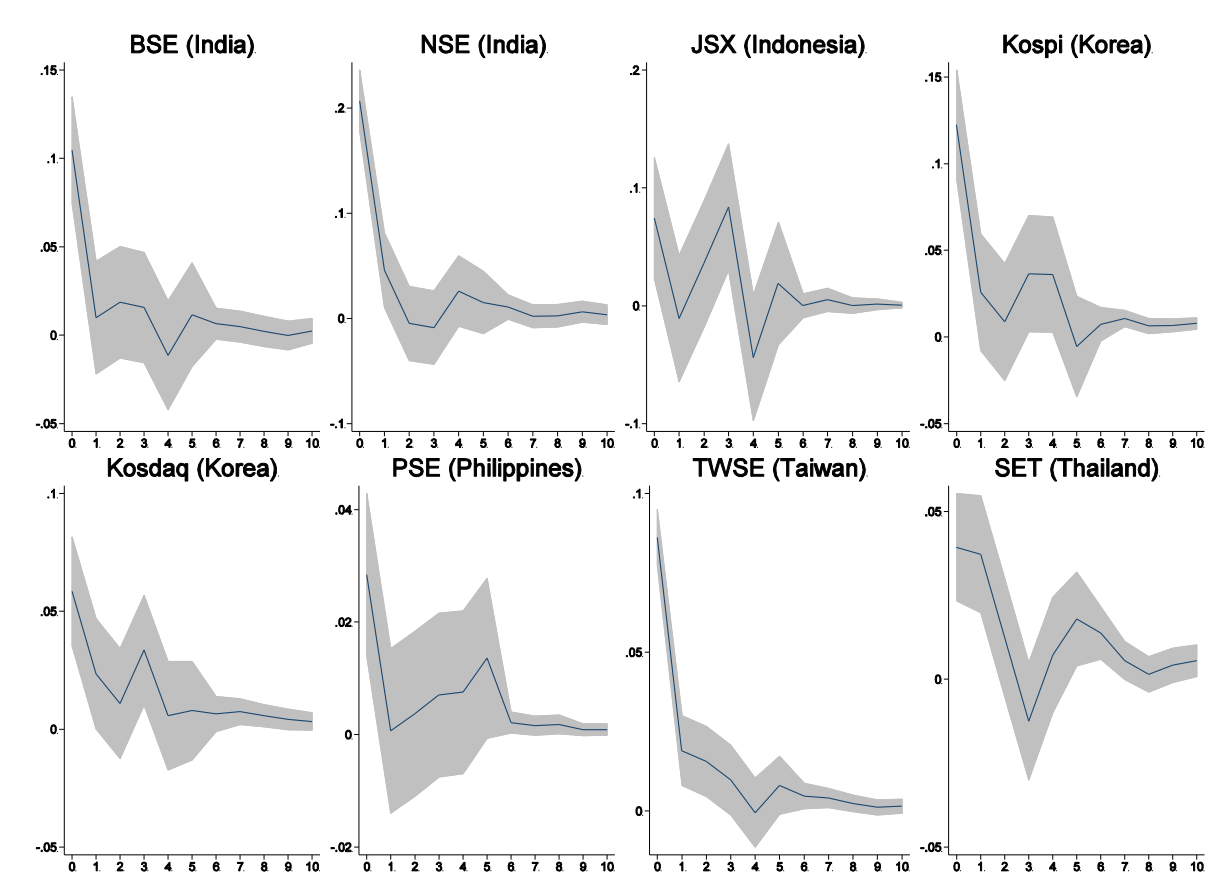 BSE (India) NSE (India) JSX (Indonesia) Kospi (Korea)
.15 .1 .05 0 -.05
0 1 2 3 4 5 6 7 8 9 10
.2 .1 0 -.1
0 1 2 3 4 5 6 7 8 9 10
.2 .1 0 -.1
0 1 2 3 4 5 6 7 8 9 10
.15 .1 .05 0 -.05
0 1 2 3 4 5 6 7 8 9 10
Kosdaq (Korea) PSE (Philippines) TWSE (Taiwan) SET (Thailand)
.1 .05 0 -.05
0 1 2 3 4 5 6 7 8 9 10
.04 .02 0 -.02
0 1 2 3 4 5 6 7 8 9 10
.1 .05 0
0 1 2 3 4 5 6 7 8 9 10
.05 0 -.05
0 1 2 3 4 5 6 7 8 9 10